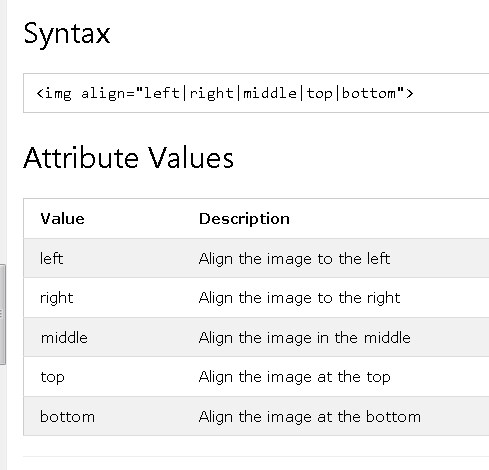 Syntax
<img align="left|right|middle|top|bottom">
Attribute Values
Value Description
left Align the image to the left
right Align the image to the right
middle Align the image in the middle
top Align the image at the top
bottom Align the image at the bottom